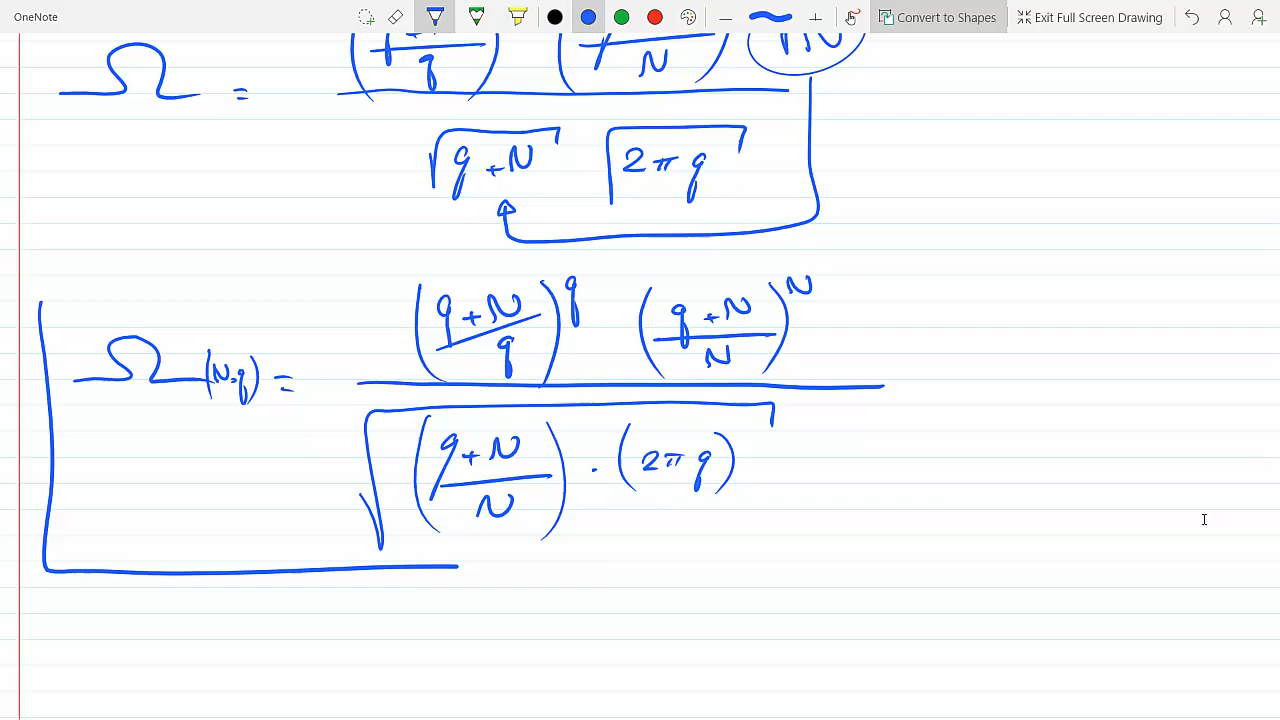 OneNote
Convert to Shapes
Exit Full Screen Drawing
Ω = (/q) (/N) √N
√(q+N) √(2πq)
Ω(N,q) = ((q+N)/q)^q ((q+N)/N)^N
√(((q+N)/N) · (2πq))